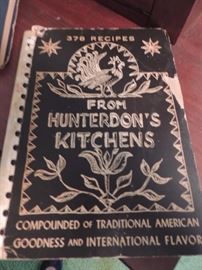 378 RECIPES
FROM
HUNTERDON'S
KITCHENS
COMPOUNDED OF TRADITIONAL AMERICAN
GOODNESS AND INTERNATIONAL FLAVOR